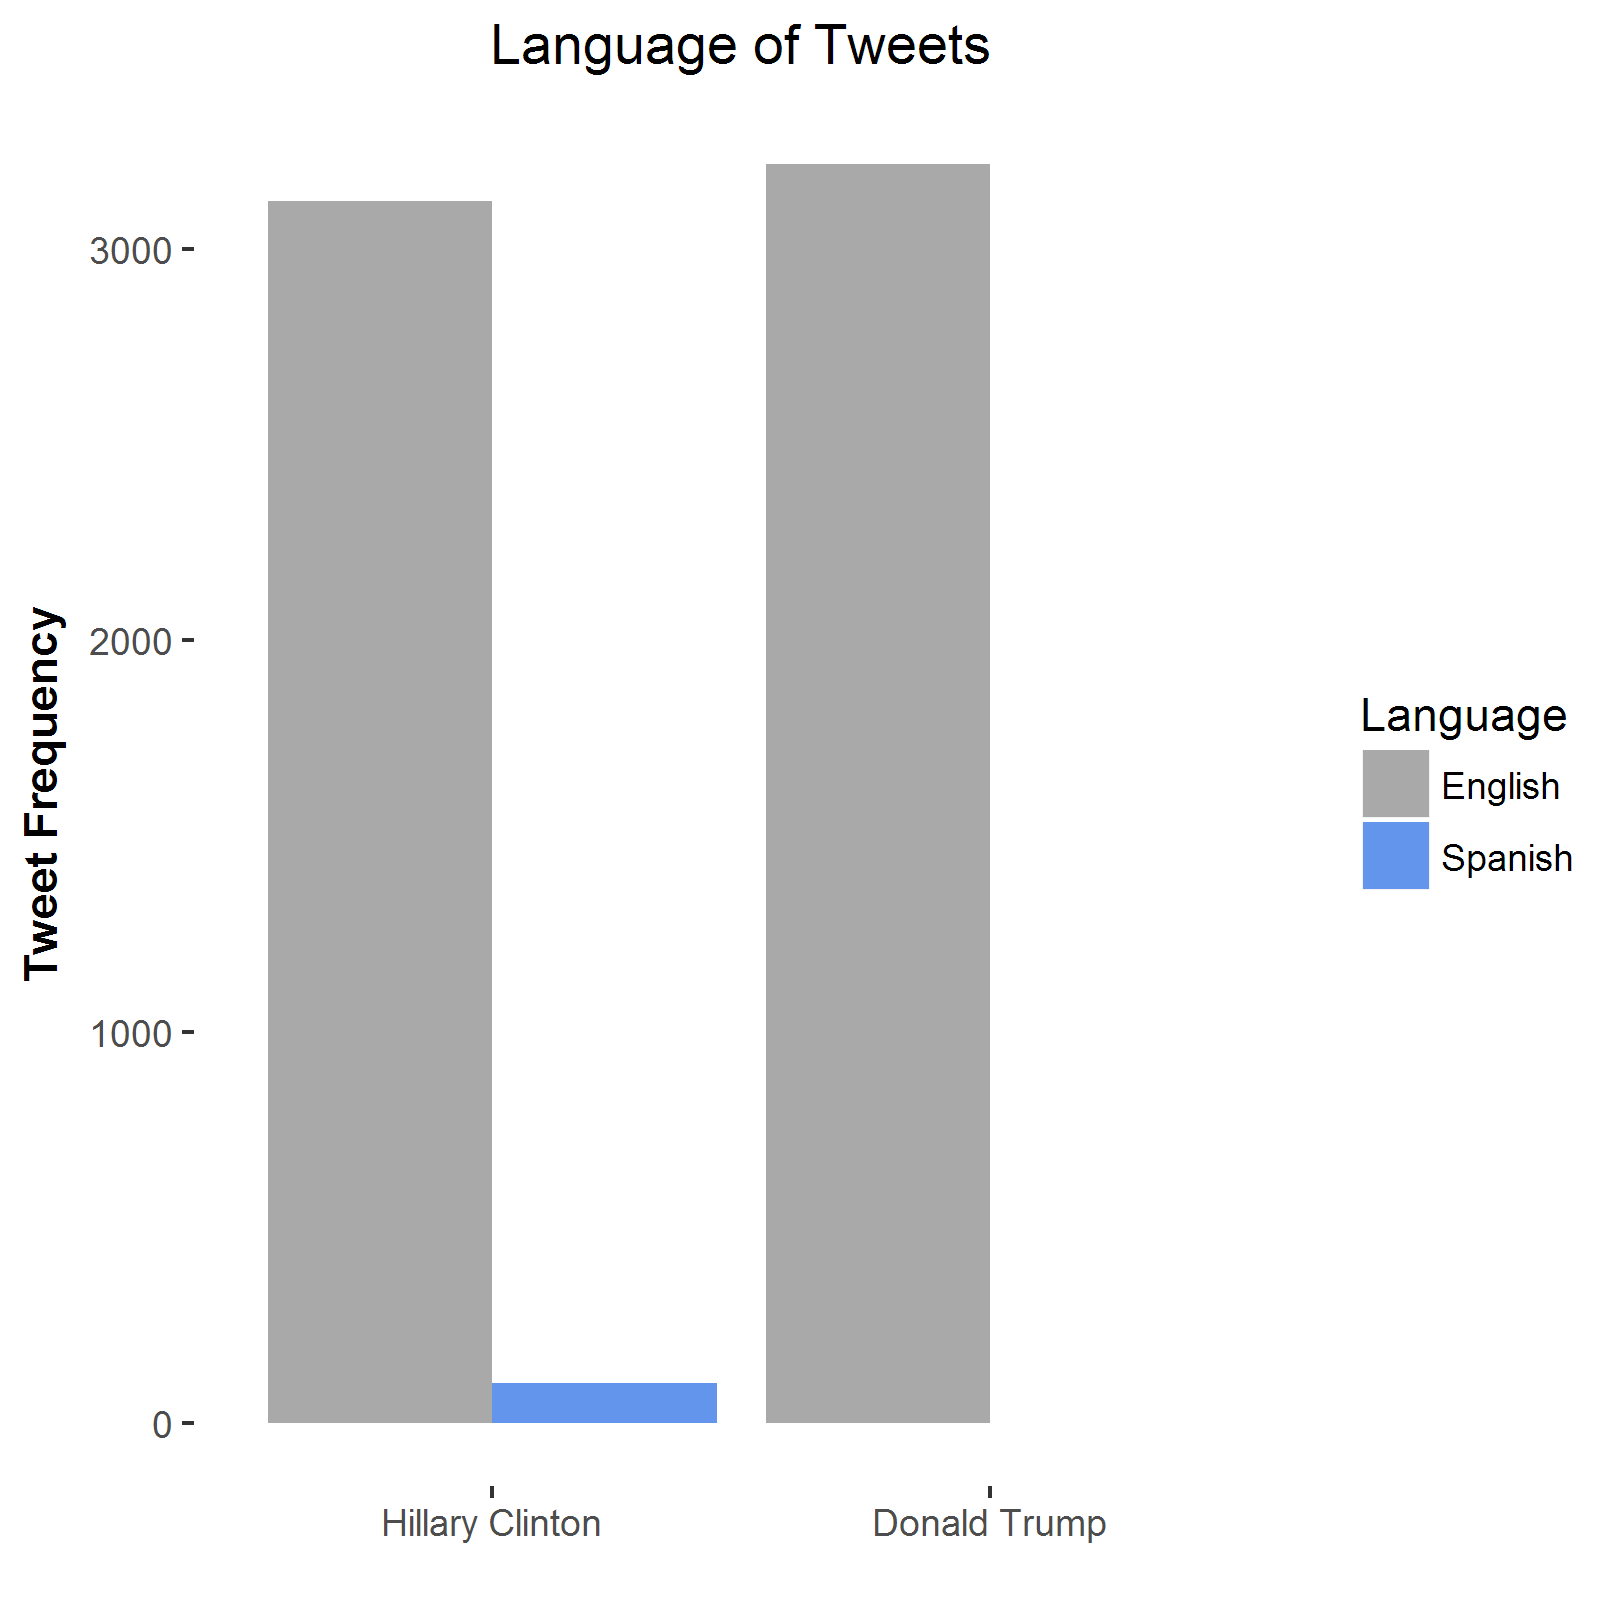 Language of Tweets
Tweet Frequency
3000
2000
1000
0
Hillary Clinton
Donald Trump
Language
English
Spanish